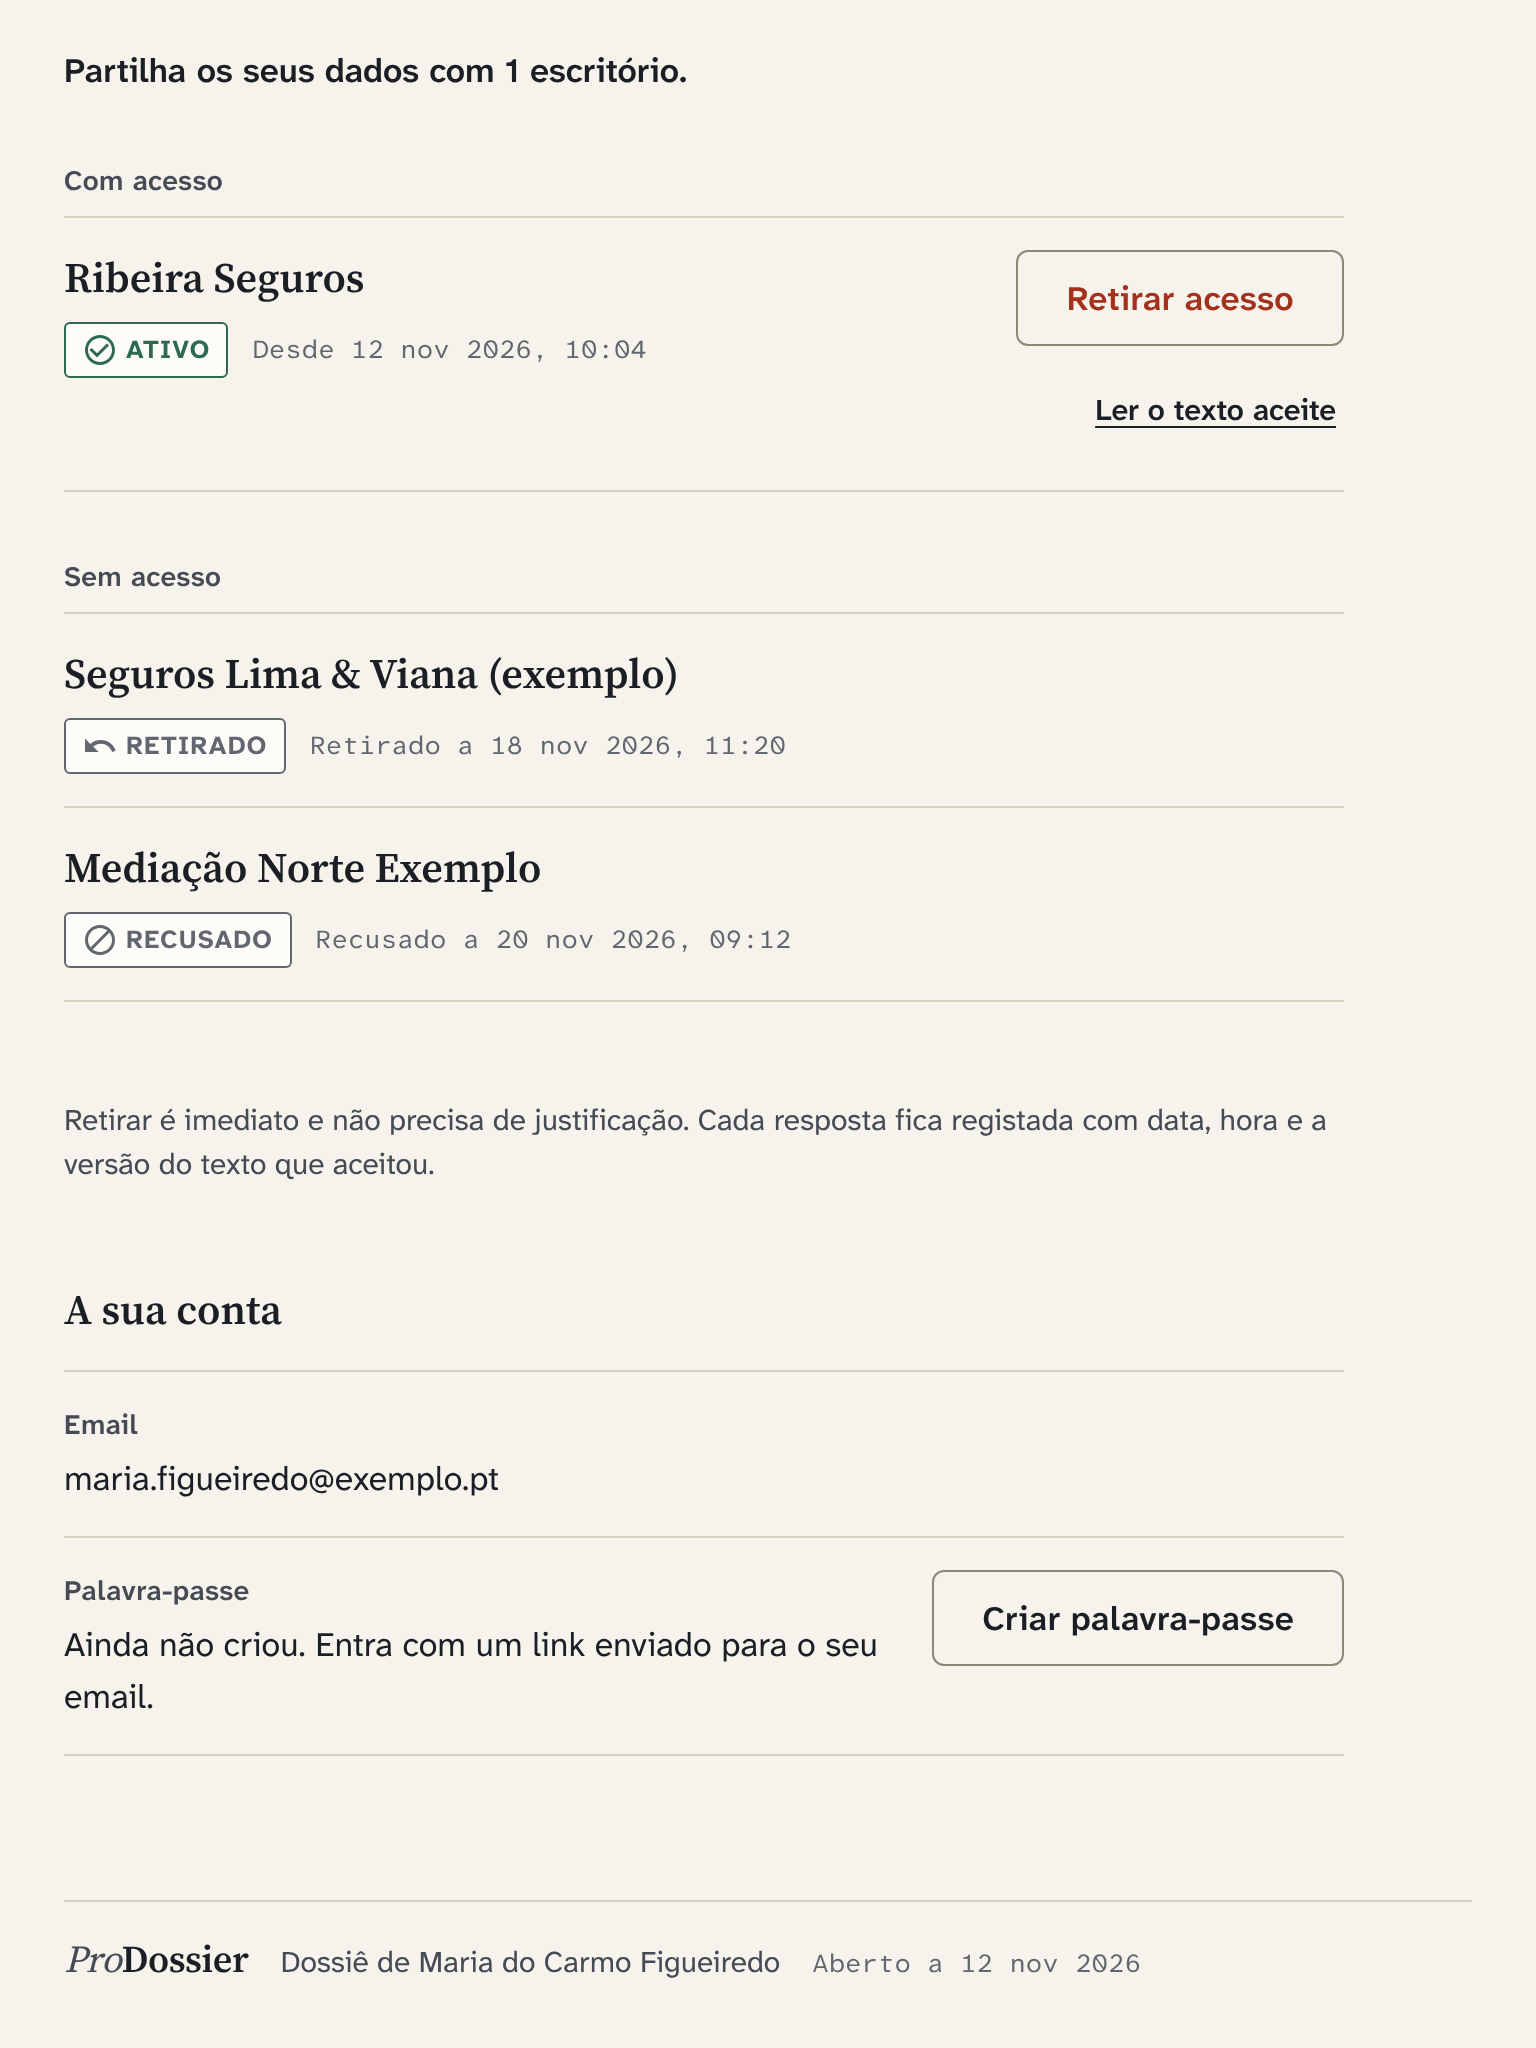 Partilha os seus dados com 1 escritório.
Com acesso
Ribeira Seguros
Retirar acesso
ATIVO Desde 12 nov 2026, 10:04
Ler o texto aceite
Sem acesso
Seguros Lima & Viana (exemplo)
RETIRADO Retirado a 18 nov 2026, 11:20
Mediação Norte Exemplo
RECUSADO Recusado a 20 nov 2026, 09:12
Retirar é imediato e não precisa de justificação. Cada resposta fica registada com data, hora e a
versão do texto que aceitou.
A sua conta
Email
maria.figueiredo@exemplo.pt
Palavra-passe
Ainda não criou. Entra com um link enviado para o seu
email.
Criar palavra-passe
ProDossier Dossiê de Maria do Carmo Figueiredo Aberto a 12 nov 2026